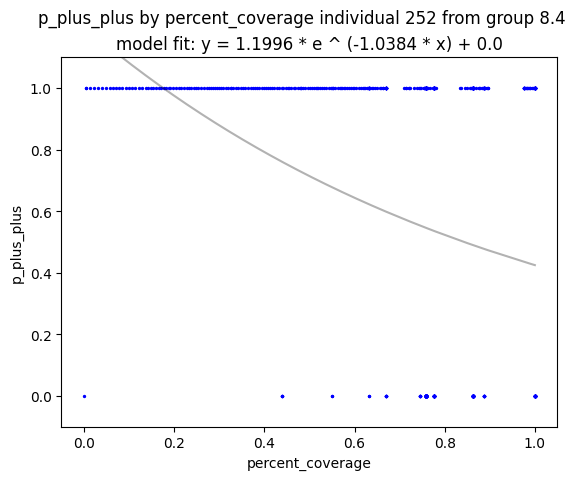 p_plus_plus by percent_coverage individual 252 from group 8.4
model fit: y = 1.1996 * e ^ (-1.0384 * x) + 0.0
1.0
0.8
0.6
0.4
0.2
0.0
p_plus_plus
0.0 0.2 0.4 0.6 0.8 1.0
percent_coverage